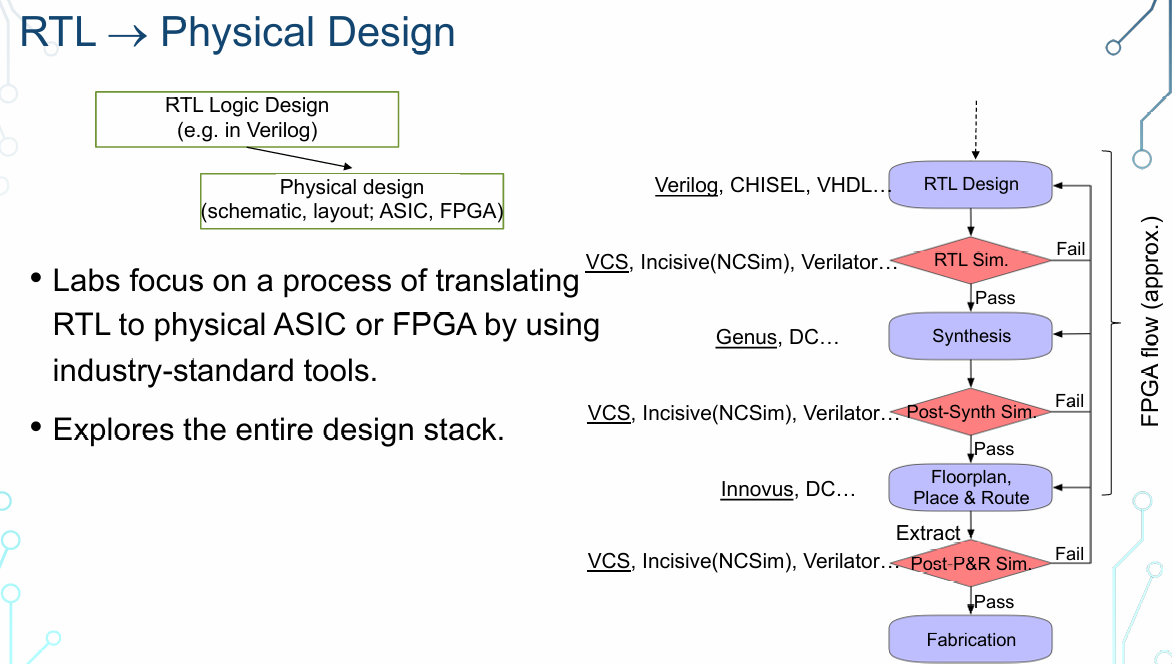 RTL → Physical Design
RTL Logic Design
(e.g. in Verilog)
Physical design
(schematic, layout; ASIC, FPGA)
• Labs focus on a process of translating
RTL to physical ASIC or FPGA by using
industry-standard tools.
• Explores the entire design stack.
Verilog, CHISEL, VHDL…
RTL Design
VCS, Incisive(NCSim), Verilator…
RTL Sim.
Fail
Pass
Genus, DC…
Synthesis
VCS, Incisive(NCSim), Verilator…
Post-Synth Sim.
Fail
Pass
Innovus, DC…
Floorplan,
Place & Route
Extract
VCS, Incisive(NCSim), Verilator…
Post-P&R Sim.
Fail
Pass
Fabrication
FPGA flow (approx.)